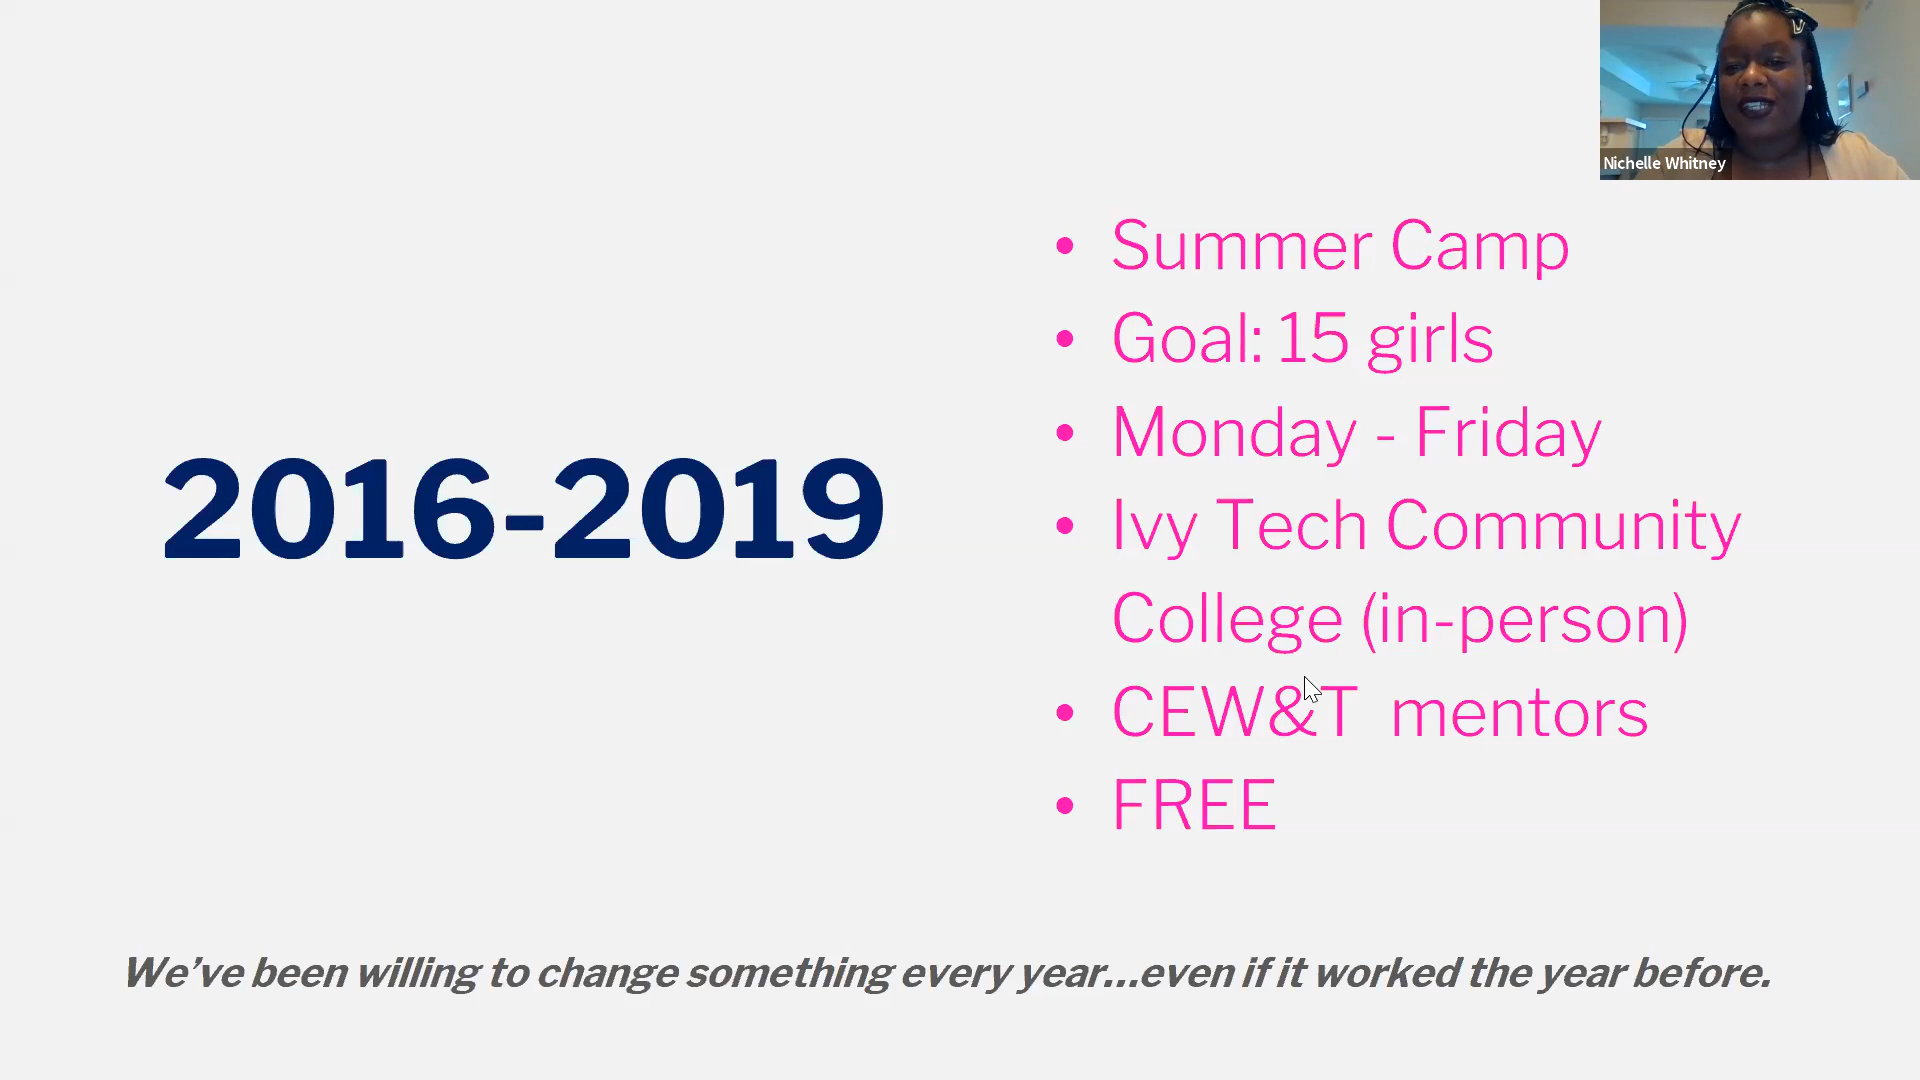 Nichelle Whitney
2016-2019
• Summer Camp
• Goal: 15 girls
• Monday - Friday
• Ivy Tech Community
College (in-person)
• CEW&T mentors
• FREE
We've been willing to change something every year...even if it worked the year before.